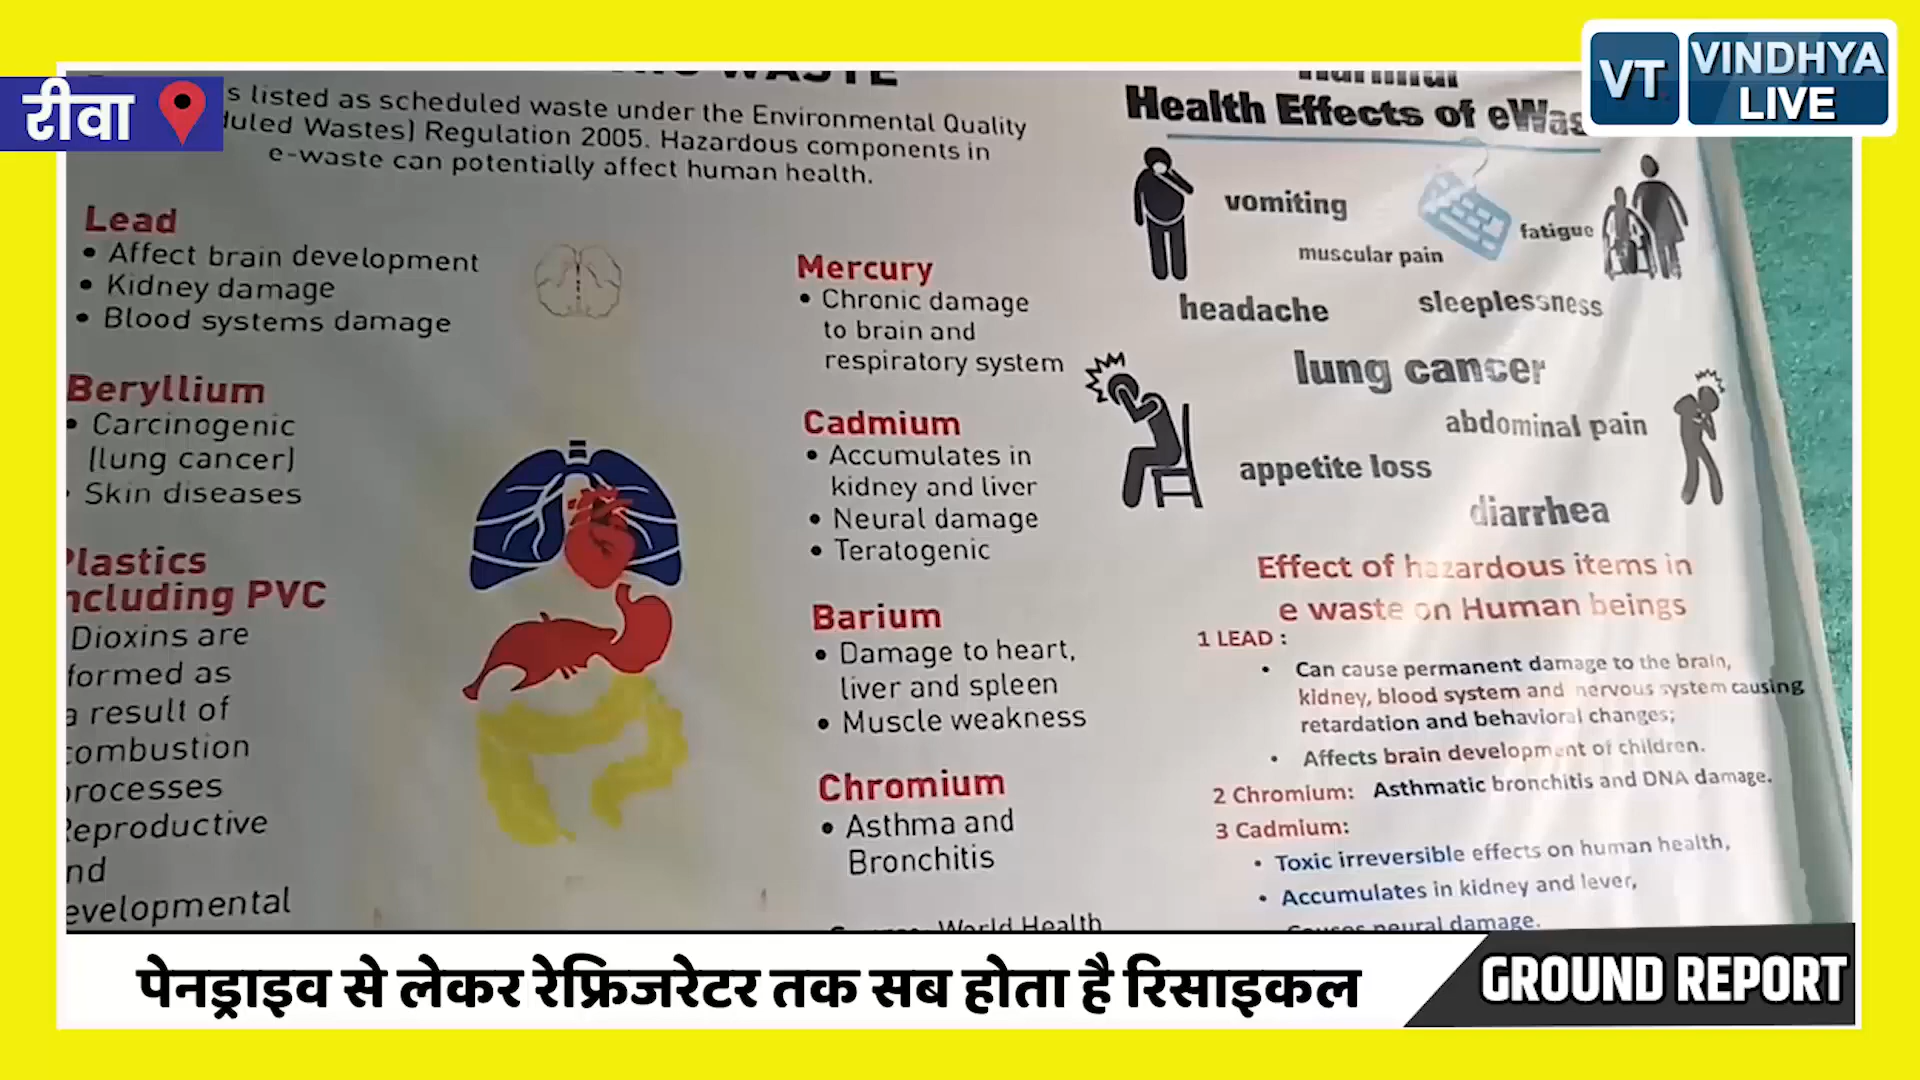 रीवा
VT VINDHYA
LIVE
WASTE
s listed as scheduled waste under the Environmental Quality
duled Wastes) Regulation 2005. Hazardous components in
e-waste can potentially affect human health.
Lead
• Affect brain development
• Kidney damage
• Blood systems damage
Beryllium
• Carcinogenic
(lung cancer)
• Skin diseases
Plastics
ncluding PVC
Dioxins are
formed as
a result of
combustion
processes
Reproductive
nd
evelopmental
Mercury
• Chronic damage
to brain and
respiratory system
Cadmium
• Accumulates in
kidney and liver
• Neural damage
• Teratogenic
Barium
• Damage to heart,
liver and spleen
• Muscle weakness
Chromium
• Asthma and
Bronchitis
World Health
Harmful
Health Effects of eWas
vomiting
fatigue
muscular pain
headache
sleeplessness
lung cancer
abdominal pain
appetite loss
diarrhea
Effect of hazardous items in
e waste on Human beings
1 LEAD :
• Can cause permanent damage to the brain,
kidney, blood system and nervous system causing
retardation and behavioral changes;
• Affects brain development of children.
2 Chromium: Asthmatic bronchitis and DNA damage.
3 Cadmium:
• Toxic irreversible effects on human health,
• Accumulates in kidney and lever,
Causes neural damage.
पेनड्राइव से लेकर रेफ्रिजरेटर तक सब होता है रिसाइकल
GROUND REPORT